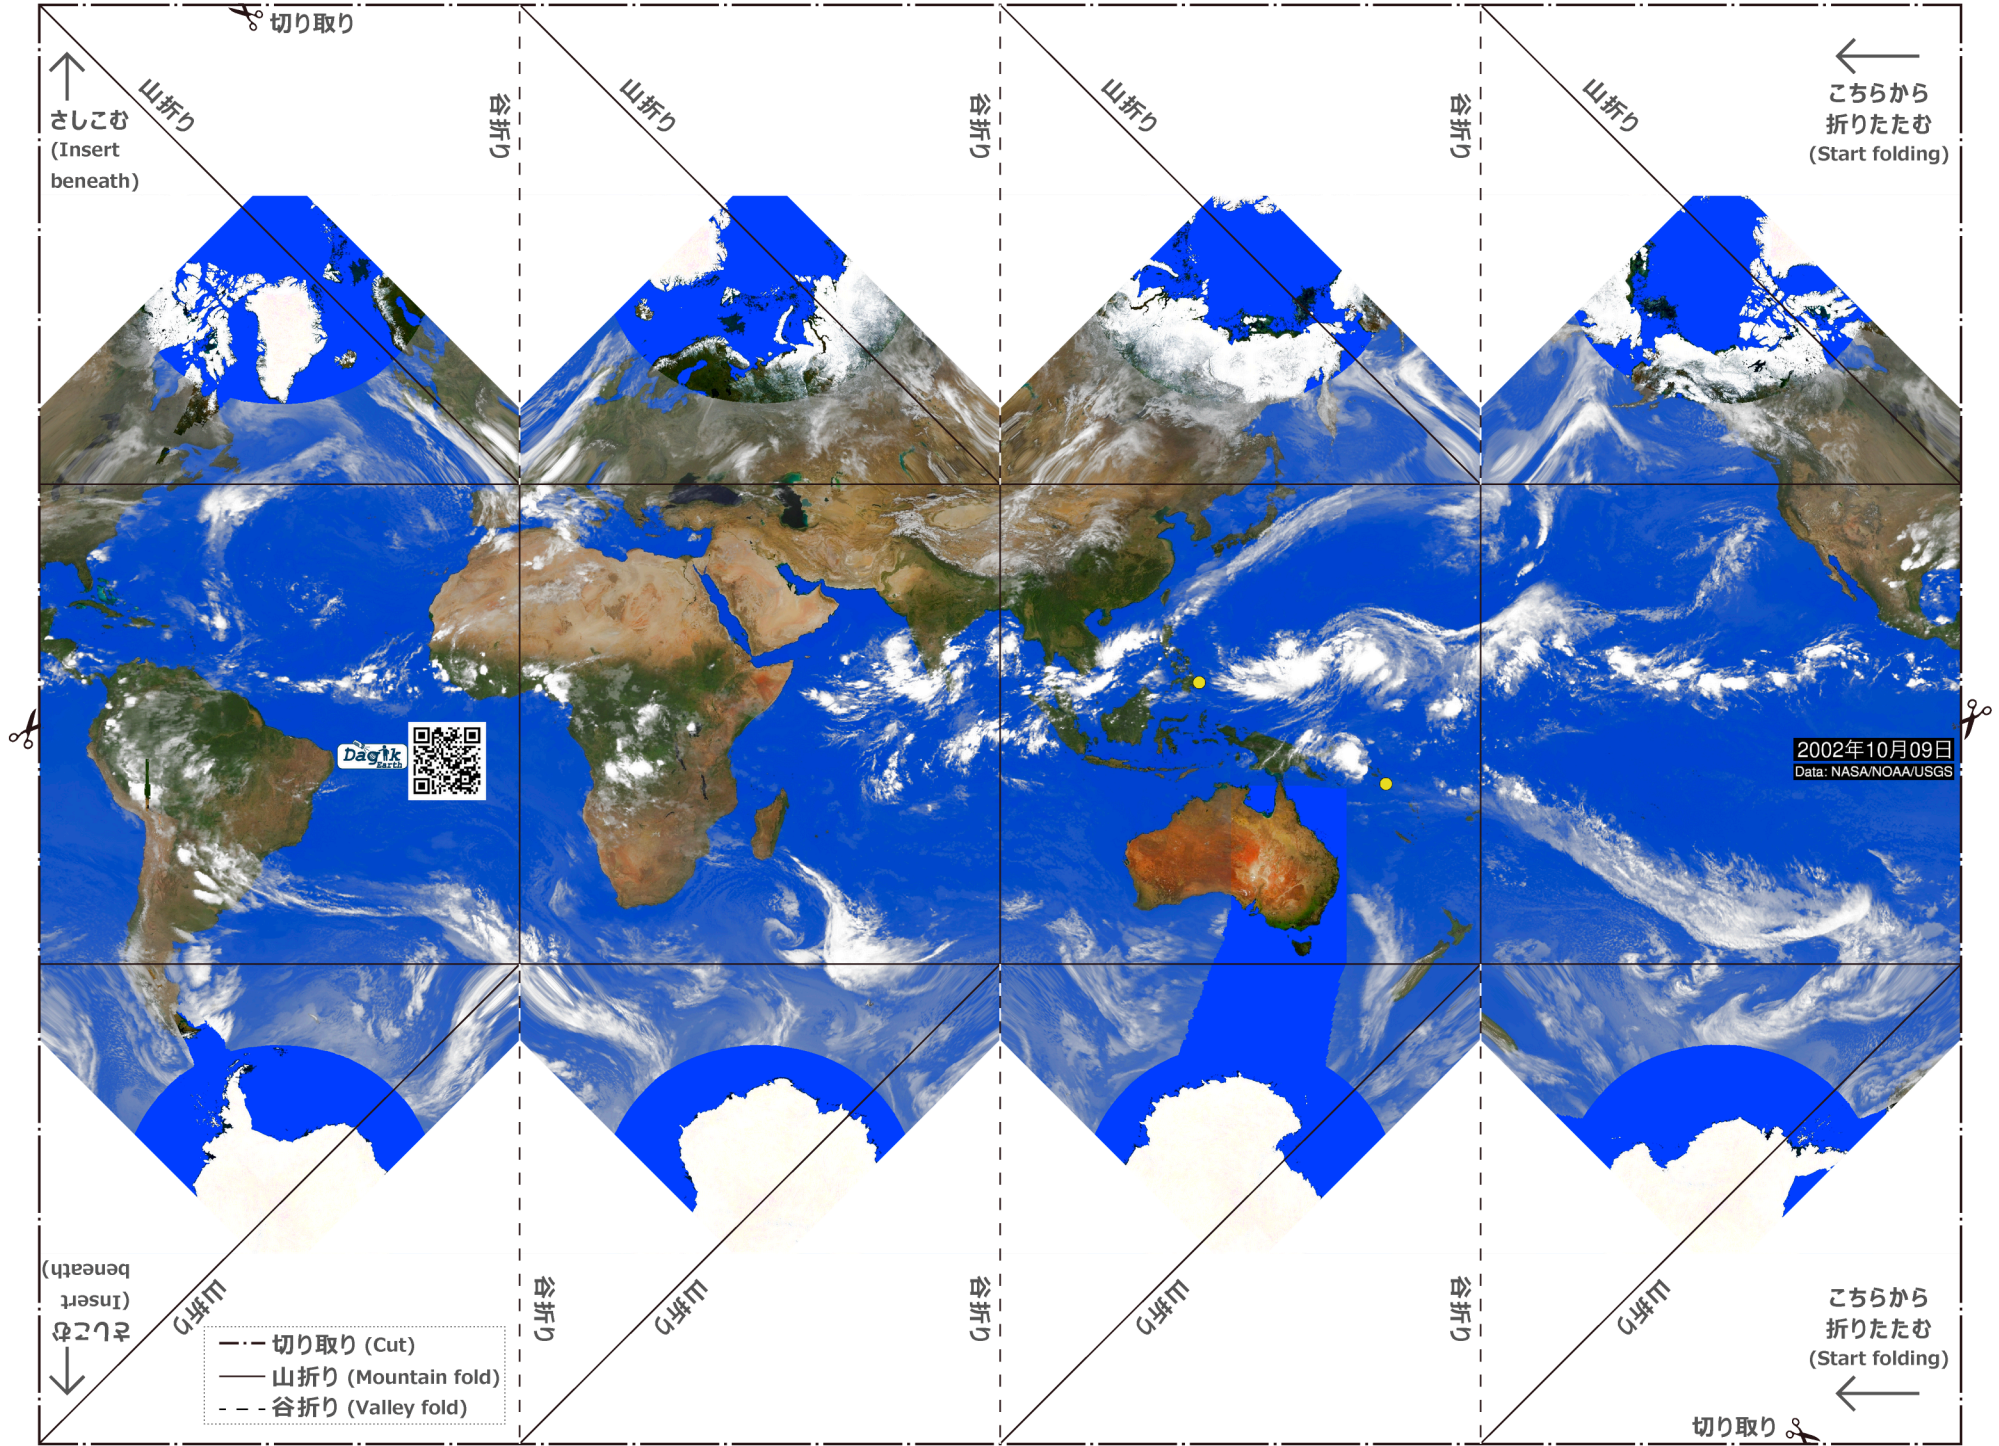 切り取り
さしこむ
(Insert
beneath)
山折り
谷折り
山折り
谷折り
山折り
谷折り
山折り
こちらから
折りたたむ
(Start folding)
Dagik
Earth
2002年10月09日
Data: NASA/NOAA/USGS
さしこむ
(Insert
beneath)
山折り
谷折り
山折り
谷折り
山折り
谷折り
山折り
こちらから
折りたたむ
(Start folding)
切り取り (Cut)
山折り (Mountain fold)
谷折り (Valley fold)
切り取り